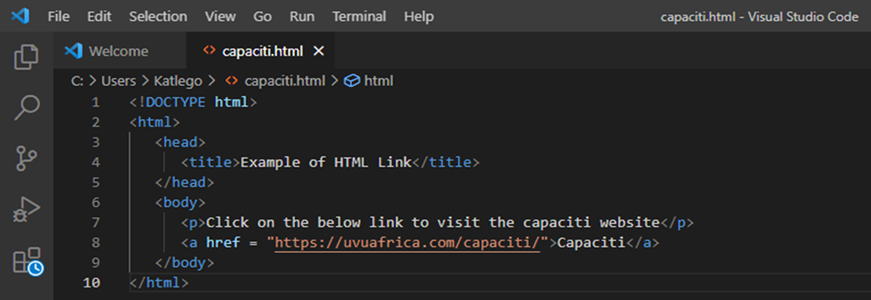 File Edit Selection View Go Run Terminal Help capaciti.html - Visual Studio Code
Welcome capaciti.html
C: > Users > Katlego > capaciti.html > html
1 <!DOCTYPE html>
2 <html>
3 <head>
4 <title>Example of HTML Link</title>
5 </head>
6 <body>
7 <p>Click on the below link to visit the capaciti website</p>
8 <a href = "https://uvuafrica.com/capaciti/">Capaciti</a>
9 </body>
10 </html>